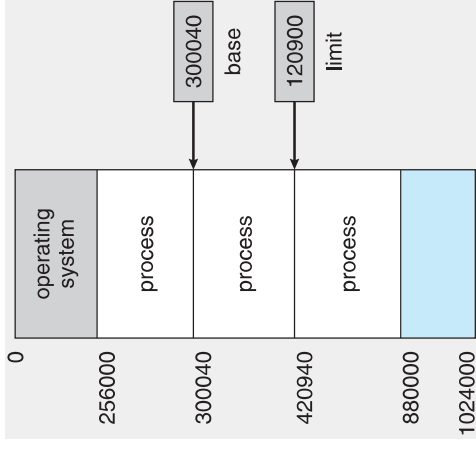 0
operating
system
256000
process
300040
300040
base
process
420940
120900
limit
process
880000
1024000